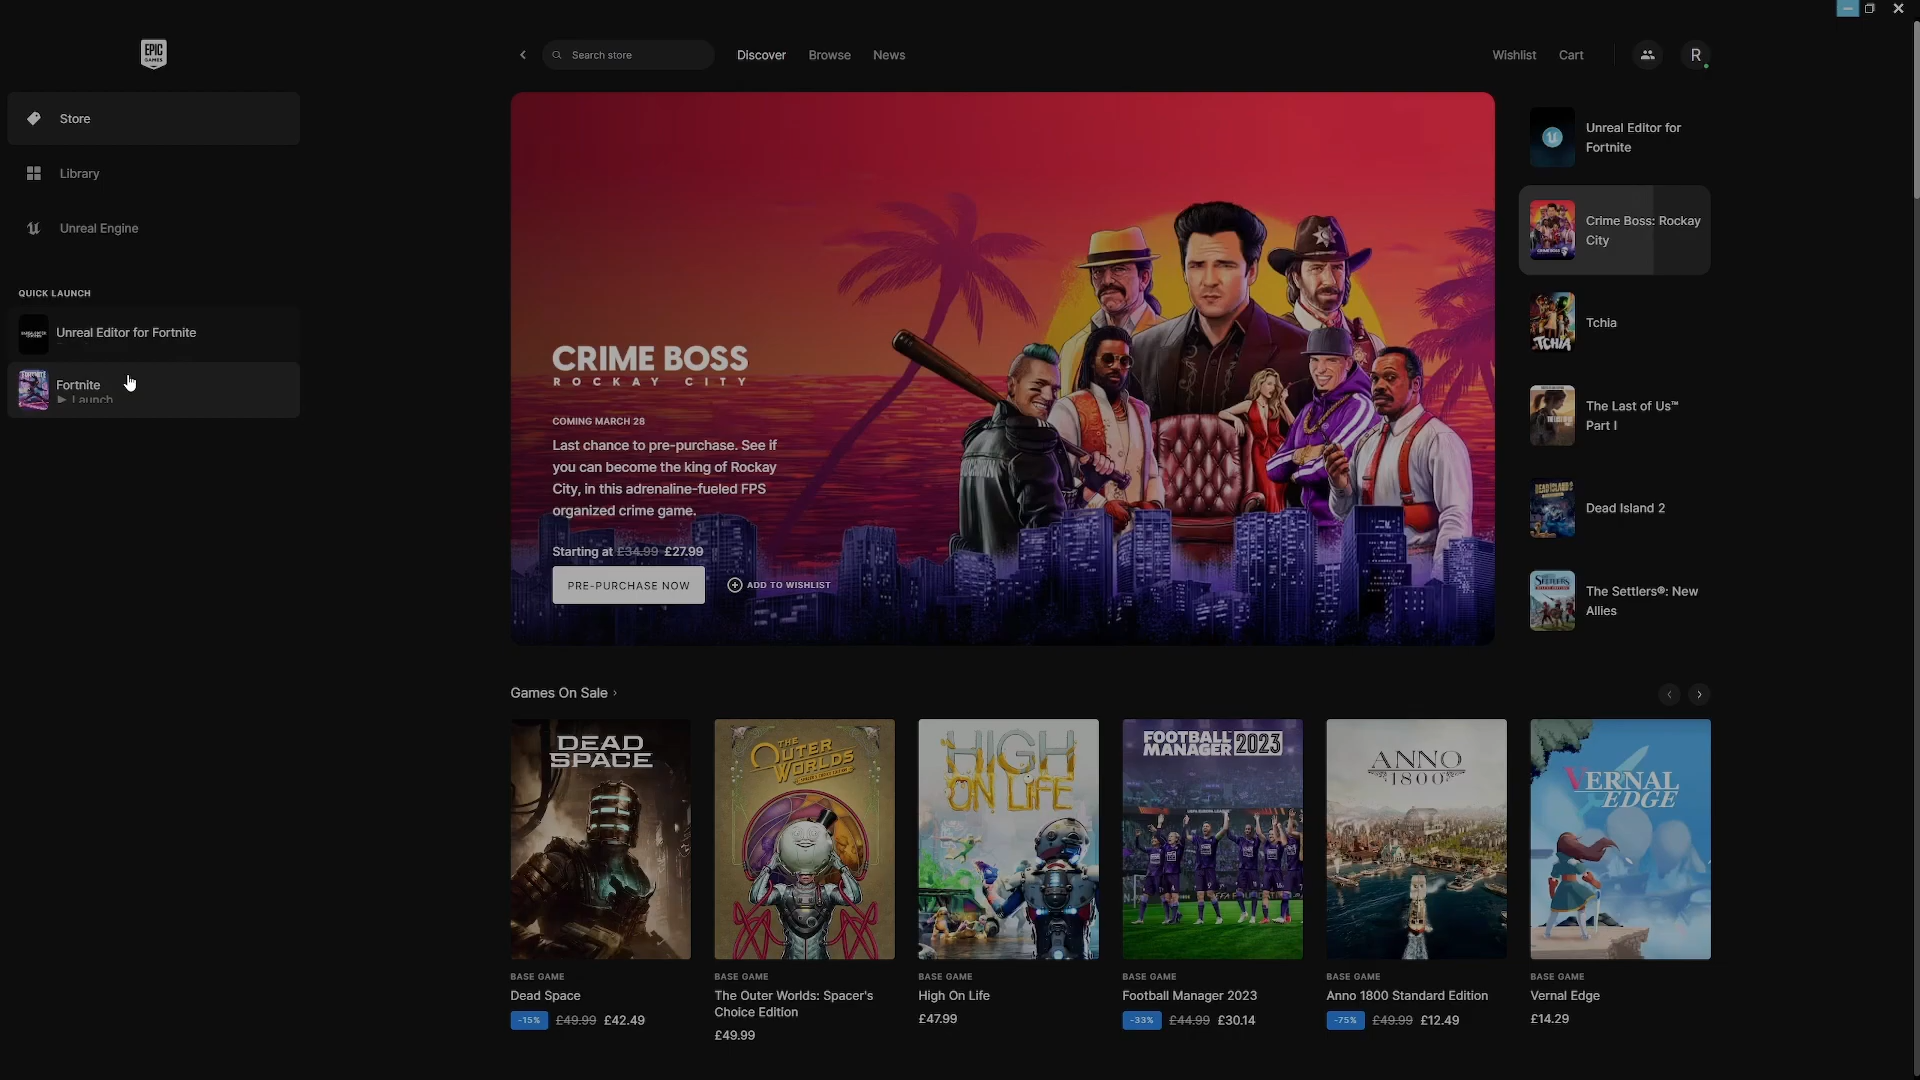 EPIC
GAMES
Search store
Discover
Browse
News
Wishlist
Cart
R
Store
Library
Unreal Engine
QUICK LAUNCH
Unreal Editor for Fortnite
Fortnite
Launch
CRIME BOSS
ROCKAY CITY
COMING MARCH 28
Last chance to pre-purchase. See if
you can become the king of Rockay
City, in this adrenaline-fueled FPS
organized crime game.
Starting at £34.99 £27.99
PRE-PURCHASE NOW
ADD TO WISHLIST
Unreal Editor for
Fortnite
Crime Boss: Rockay
City
TCHIA
Tchia
The Last of Us™
Part I
DEAD ISLAND 2
Dead Island 2
The Settlers®: New
Allies
Games On Sale
DEAD
SPACE
THE
OUTER
WORLDS
HIGH
ON LIFE
FOOTBALL
MANAGER 2023
ANNO
1800
VERNAL
EDGE
BASE GAME
Dead Space
-15% £49.99 £42.49
BASE GAME
The Outer Worlds: Spacer's
Choice Edition
£49.99
BASE GAME
High On Life
£47.99
BASE GAME
Football Manager 2023
-33% £44.99 £30.14
BASE GAME
Anno 1800 Standard Edition
-75% £49.99 £12.49
BASE GAME
Vernal Edge
£14.29